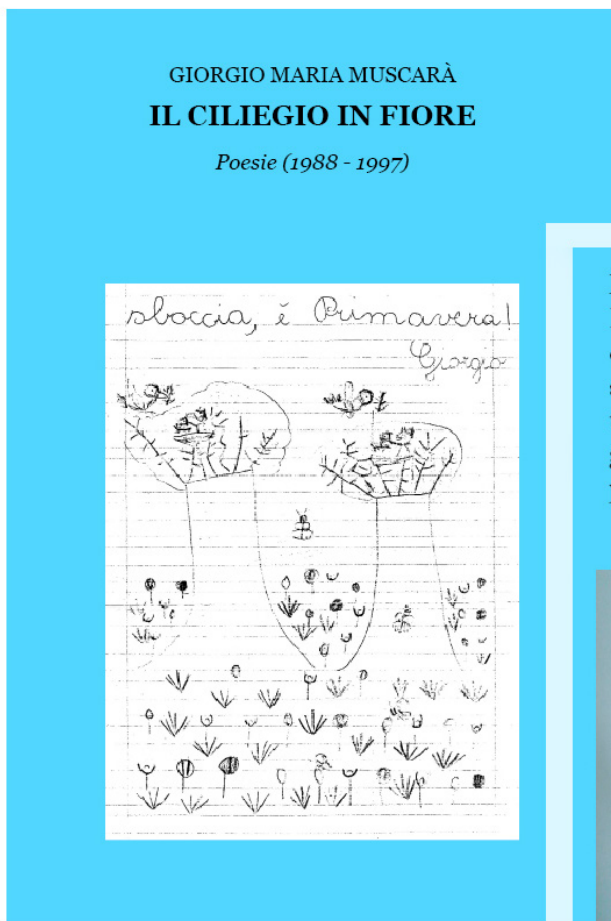 GIORGIO MARIA MUSCARÀ
IL CILIEGIO IN FIORE
Poesie (1988 - 1997)
sboccia, è Primavera!
Giorgio